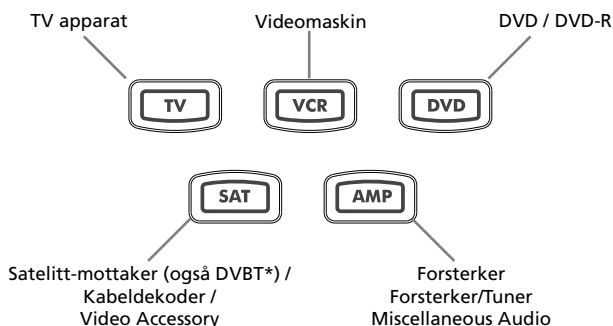 TV apparat
Videomaskin
DVD / DVD-R
TV
VCR
DVD
SAT
AMP
Satelitt-mottaker (også DVBT*) /
Kabeldekoder /
Video Accessory
Forsterker
Forsterker/Tuner
Miscellaneous Audio